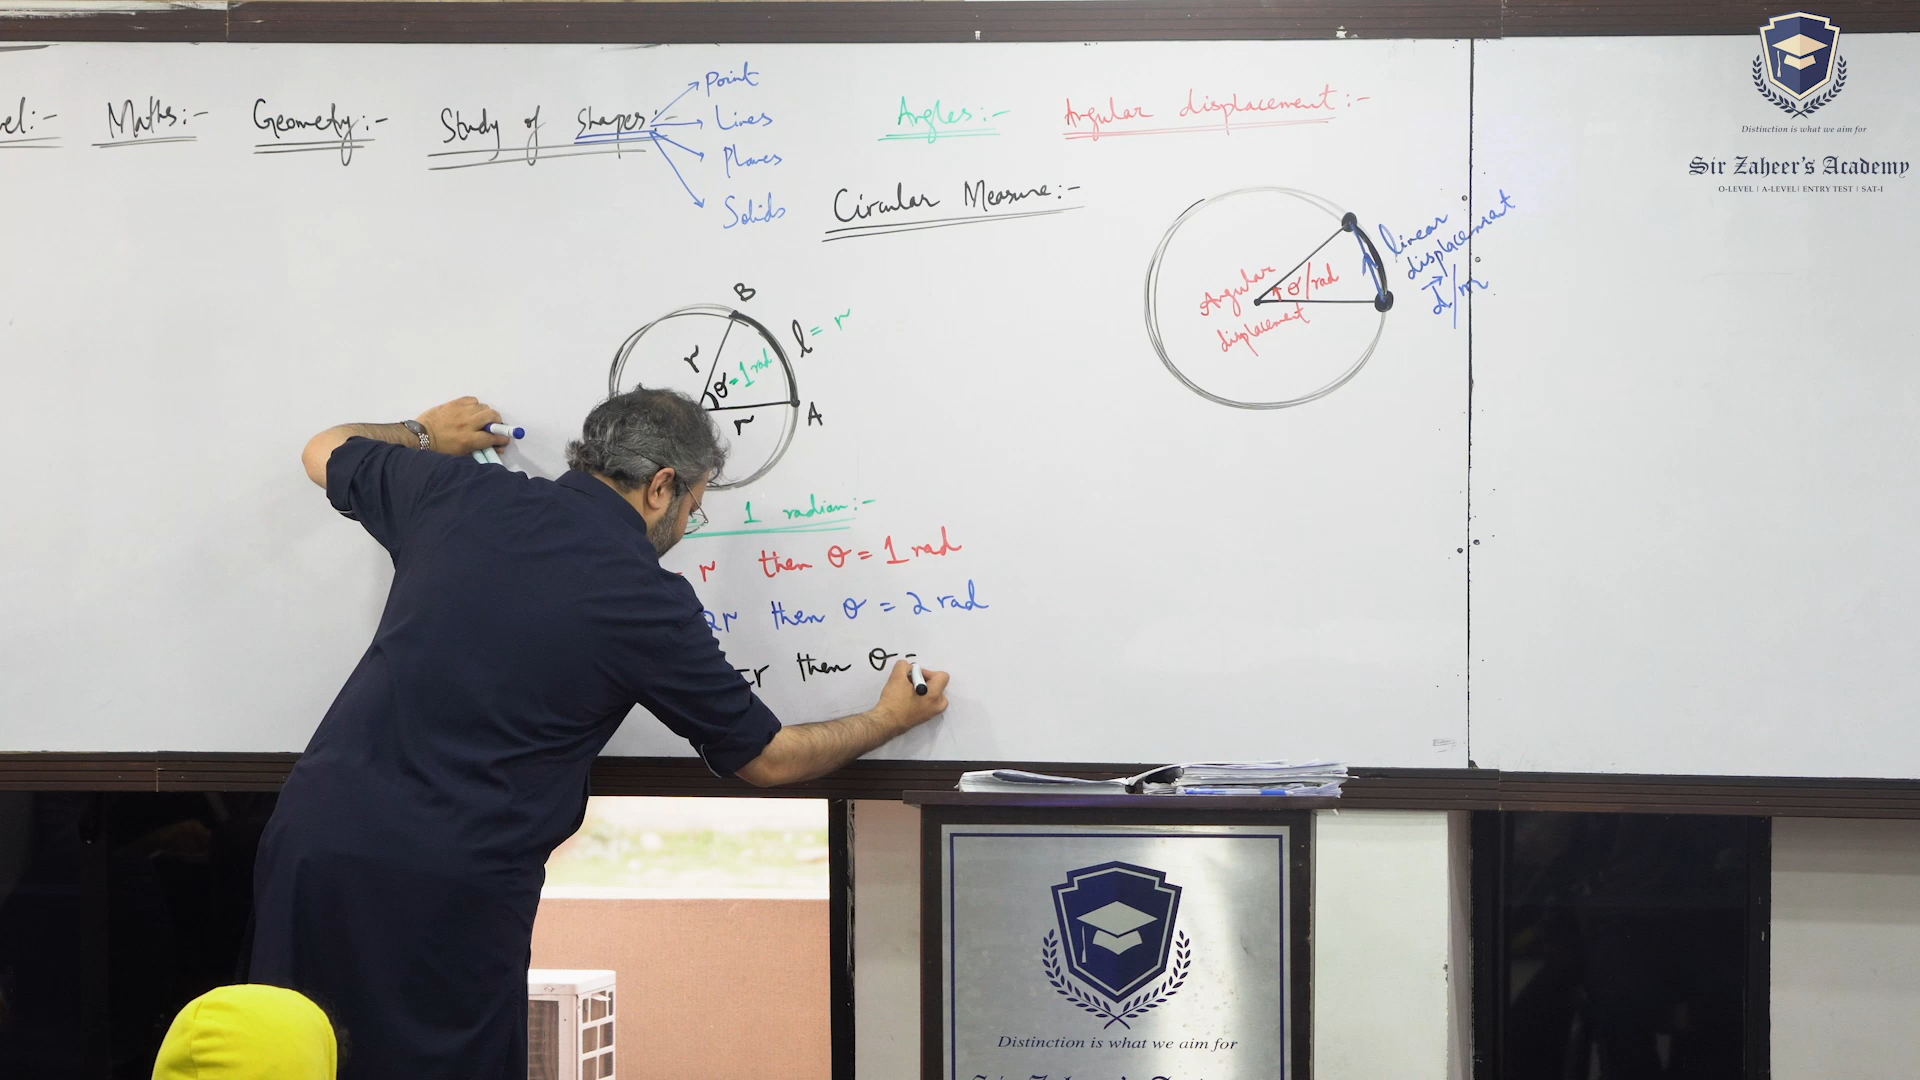 Maths:- Geometry:- Study of shapes:-
Point
Lines
Planes
Solids
Angles:- Angular displacement:-
Circular Measure:-
B
l = r
r
θ = 1 rad
r
A
1 radian:-
= r then θ = 1 rad
2r then θ = 2 rad
r then θ =
Angular
displacement
θ/rad
linear
displacement
d/m
Distinction is what we aim for
Sir Zaheer's Academy
O-LEVEL | A-LEVEL | ENTRY TEST | SAT-I
Distinction is what we aim for